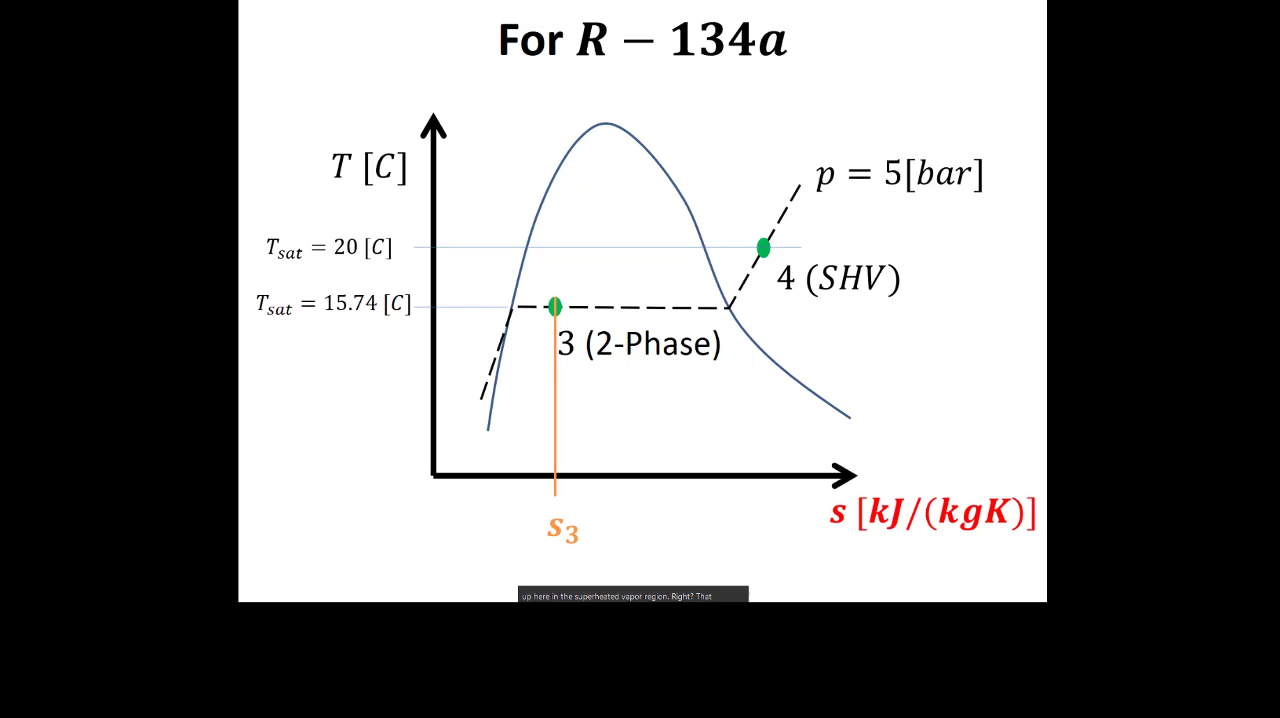 For R − 134a
T [C]
p = 5[bar]
T_sat = 20 [C]
4 (SHV)
T_sat = 15.74 [C]
3 (2-Phase)
s [kJ/(kgK)]
s₃
up here in the superheated vapor region. Right? That